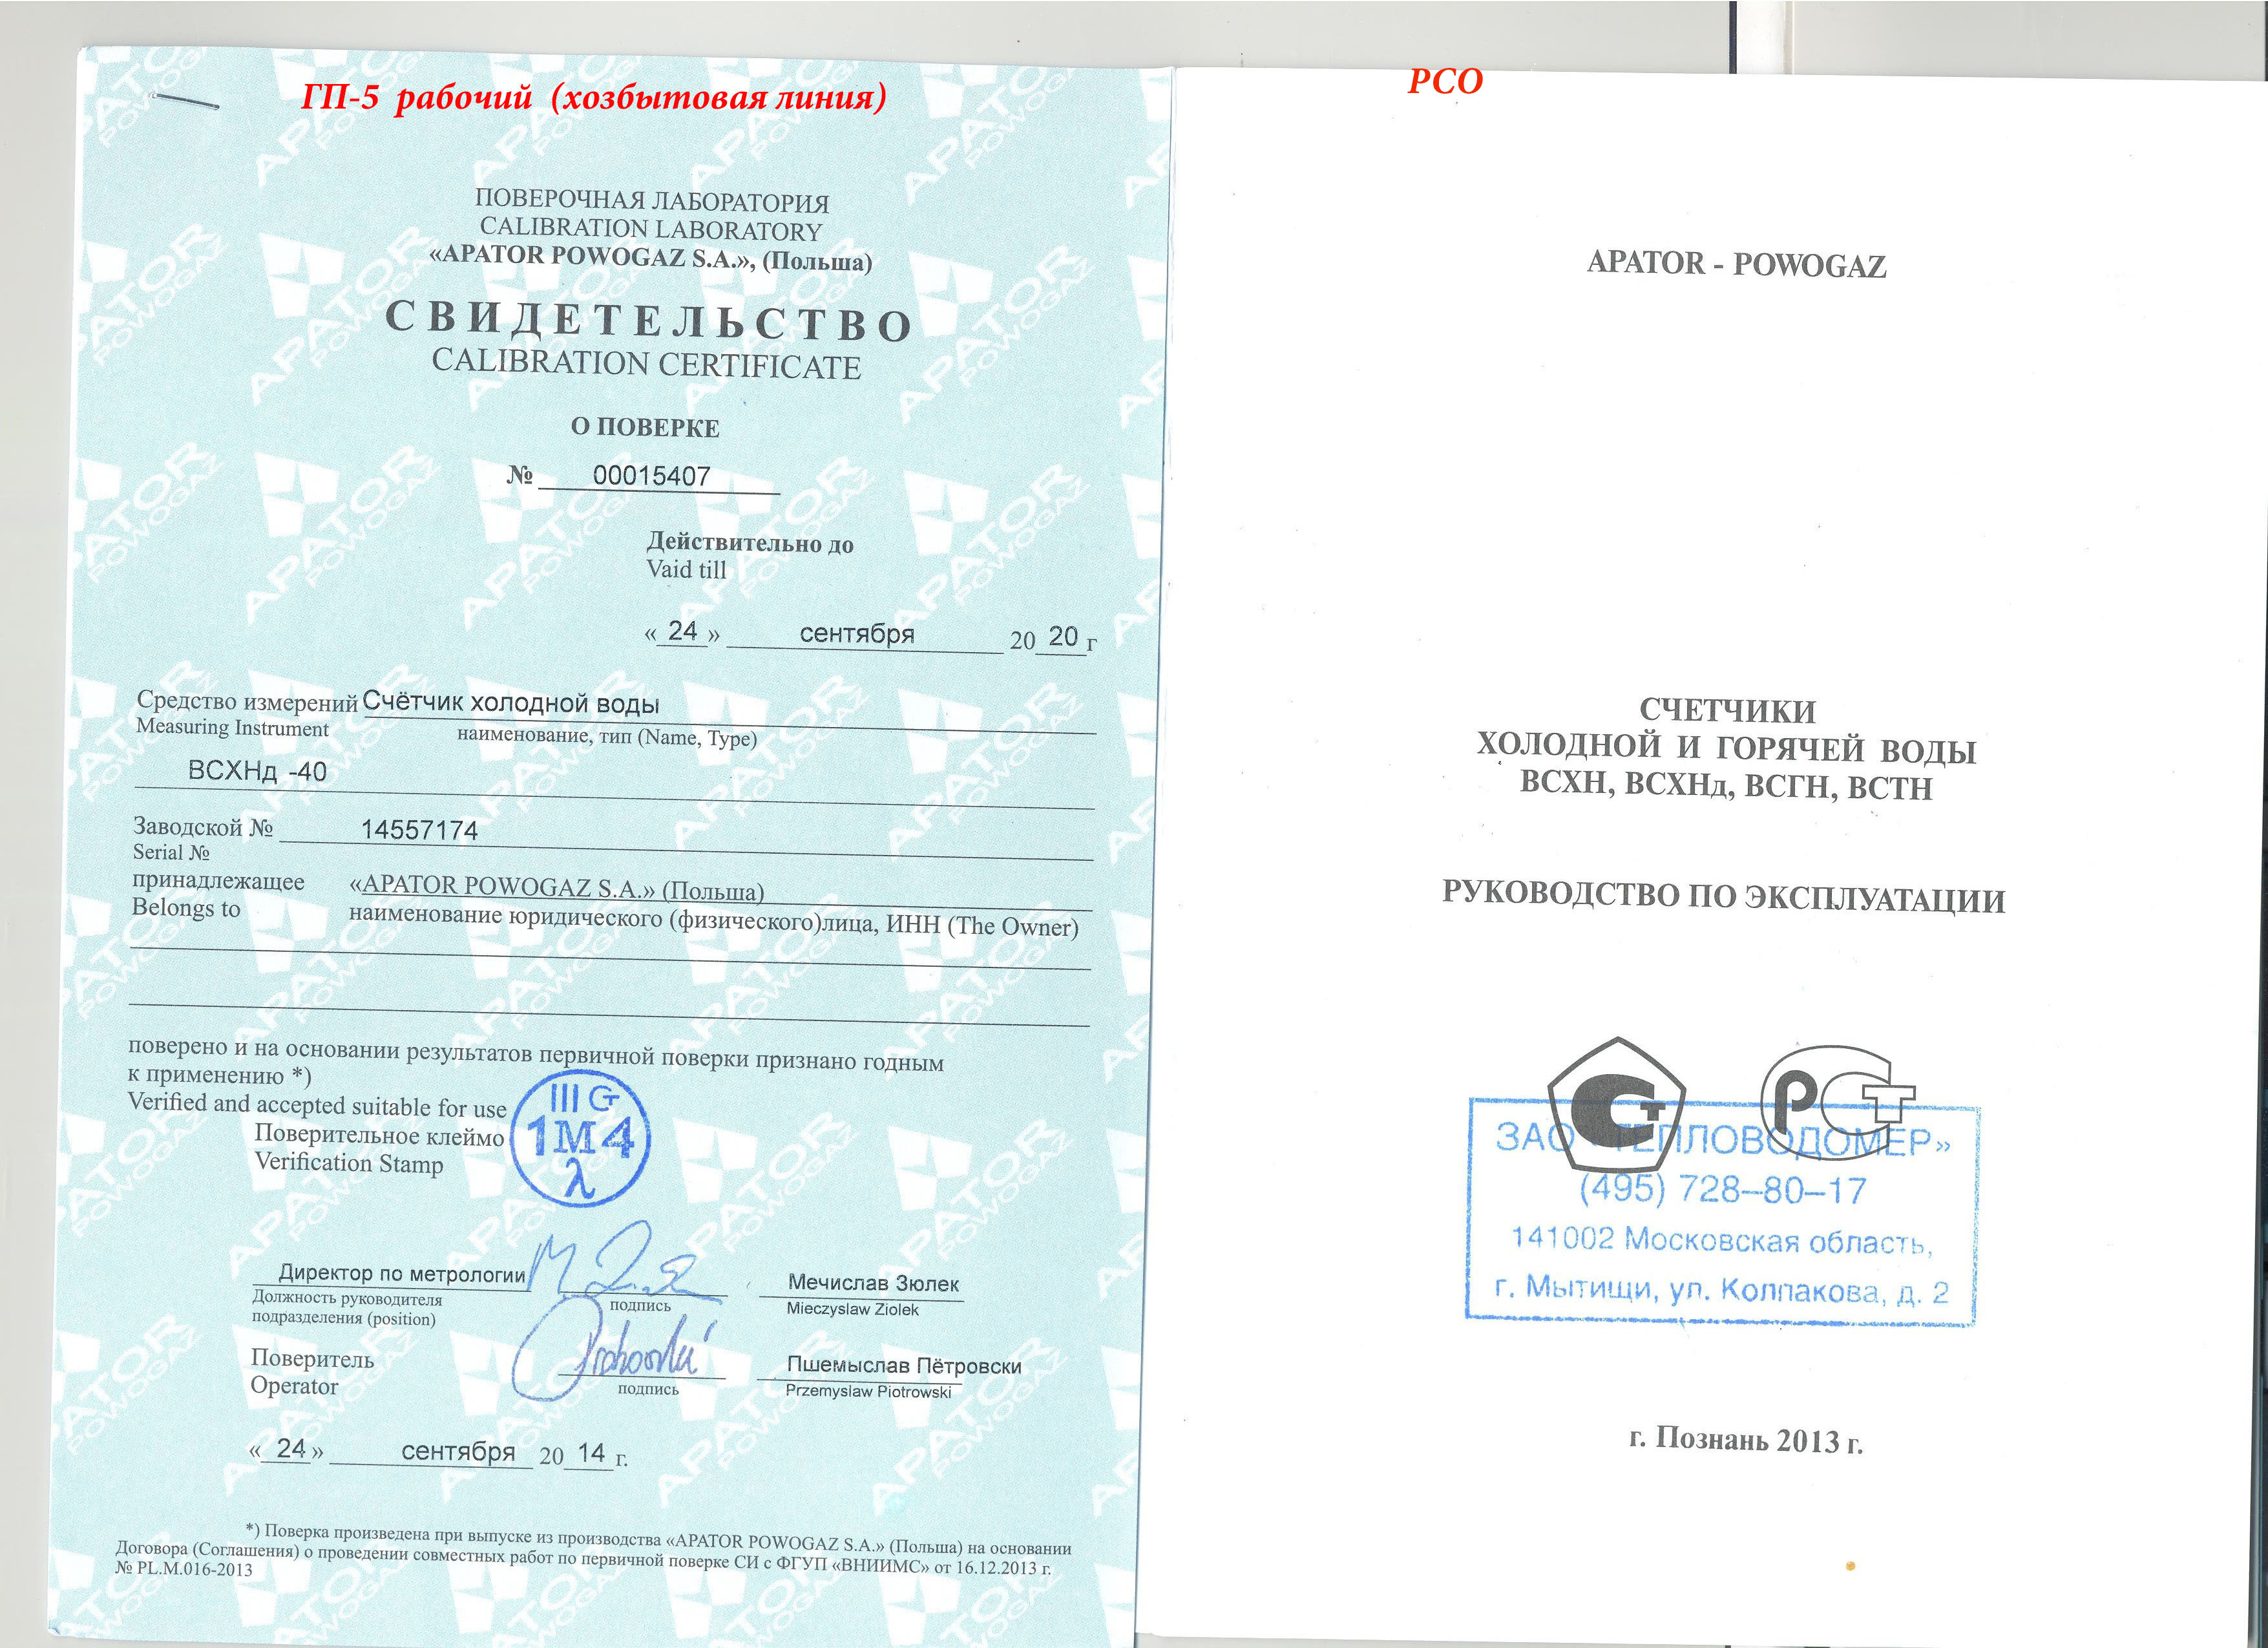 ГП-5 рабочий (хозбытовая линия)
ПОВЕРОЧНАЯ ЛАБОРАТОРИЯ
CALIBRATION LABORATORY
«APATOR POWOGAZ S.A.», (Польша)
СВИДЕТЕЛЬСТВО
CALIBRATION CERTIFICATE
О ПОВЕРКЕ
№ 00015407
Действительно до
Vaid till
« 24 » сентября 20 20 г
Средство измерений Счётчик холодной воды
Measuring Instrument наименование, тип (Name, Type)
ВСХНд -40
Заводской № 14557174
Serial №
принадлежащее «APATOR POWOGAZ S.A.» (Польша)
Belongs to наименование юридического (физического)лица, ИНН (The Owner)
поверено и на основании результатов первичной поверки признано годным
к применению *)
Verified and accepted suitable for use
Поверительное клеймо
Verification Stamp
III G
1М4
λ
Директор по метрологии Мечислав Зюлек
Должность руководителя подпись Mieczyslaw Ziolek
подразделения (position)
Поверитель Пшемыслав Пётровски
Operator подпись Przemyslaw Piotrowski
« 24 » сентября 20 14 г.
*) Поверка произведена при выпуске из производства «APATOR POWOGAZ S.A.» (Польша) на основании
Договора (Соглашения) о проведении совместных работ по первичной поверке СИ с ФГУП «ВНИИМС» от 16.12.2013 г.
№ PL.M.016-2013
РСО
APATOR - POWOGAZ
СЧЕТЧИКИ
ХОЛОДНОЙ И ГОРЯЧЕЙ ВОДЫ
ВСХН, ВСХНд, ВСГН, ВСТН
РУКОВОДСТВО ПО ЭКСПЛУАТАЦИИ
ЗАО «ТЕПЛОВОДОМЕР»
(495) 728–80–17
141002 Московская область,
г. Мытищи, ул. Колпакова, д. 2
г. Познань 2013 г.